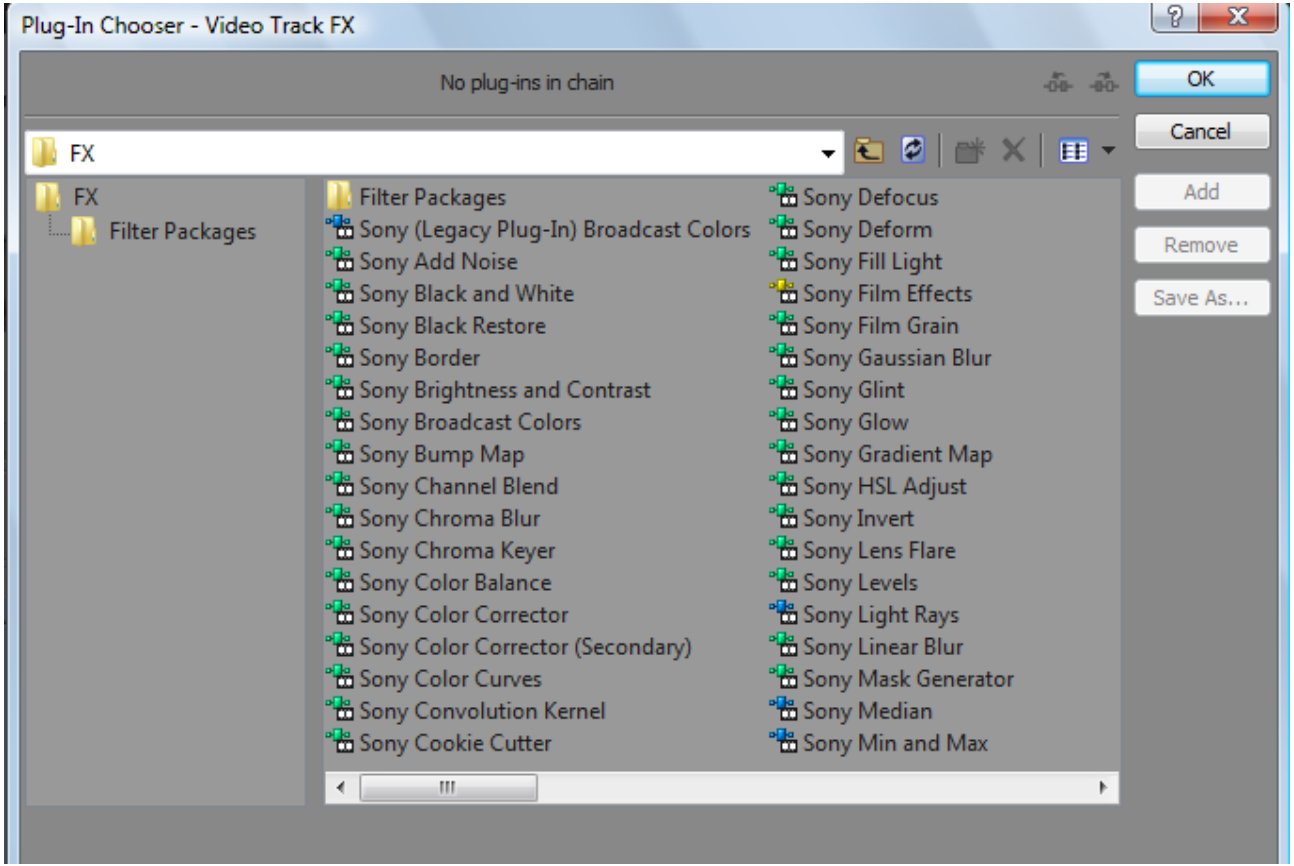 Plug-In Chooser - Video Track FX
No plug-ins in chain
OK
Cancel
FX
Add
Remove
Save As...
FX
Filter Packages
Filter Packages
Sony (Legacy Plug-In) Broadcast Colors
Sony Add Noise
Sony Black and White
Sony Black Restore
Sony Border
Sony Brightness and Contrast
Sony Broadcast Colors
Sony Bump Map
Sony Channel Blend
Sony Chroma Blur
Sony Chroma Keyer
Sony Color Balance
Sony Color Corrector
Sony Color Corrector (Secondary)
Sony Color Curves
Sony Convolution Kernel
Sony Cookie Cutter
Sony Defocus
Sony Deform
Sony Fill Light
Sony Film Effects
Sony Film Grain
Sony Gaussian Blur
Sony Glint
Sony Glow
Sony Gradient Map
Sony HSL Adjust
Sony Invert
Sony Lens Flare
Sony Levels
Sony Light Rays
Sony Linear Blur
Sony Mask Generator
Sony Median
Sony Min and Max